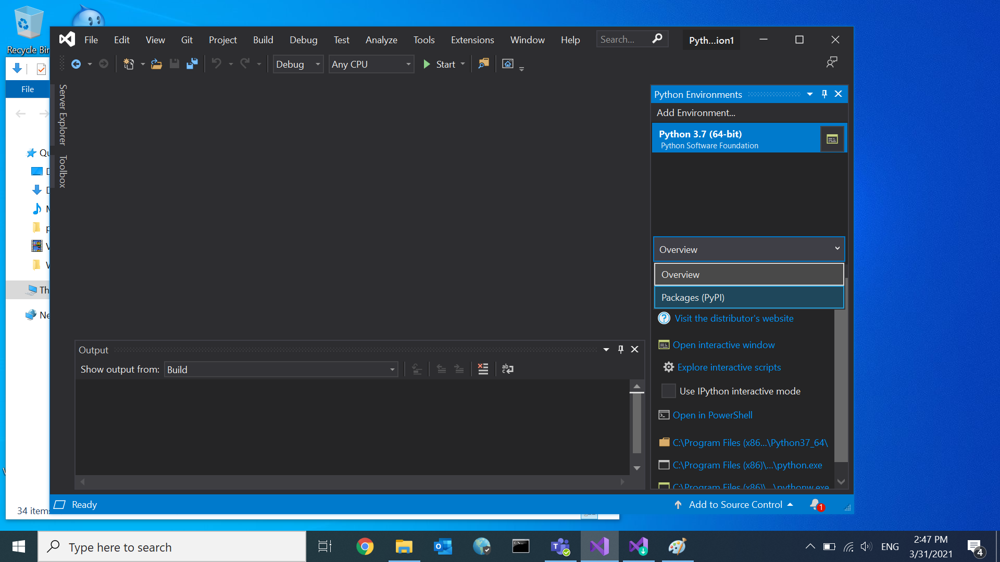 Recycle Bin
File Edit View Git Project Build Debug Test Analyze Tools Extensions Window Help Search... Pyth...ion1
Debug Any CPU Start
File
Server Explorer
Toolbox
Qu
D
D
M
p
V
V
Th
Ne
34 items
Python Environments
Add Environment...
Python 3.7 (64-bit)
Python Software Foundation
Overview
Overview
Packages (PyPI)
Visit the distributor's website
Open interactive window
Explore interactive scripts
Use IPython interactive mode
Open in PowerShell
C:\Program Files (x86...\Python37_64\
C:\Program Files (x86)\...\python.exe
C:\Program Files (x86)\...\pythonw.exe
Output
Show output from: Build
Ready
Add to Source Control
1
Type here to search
ENG
2:47 PM
3/31/2021
4